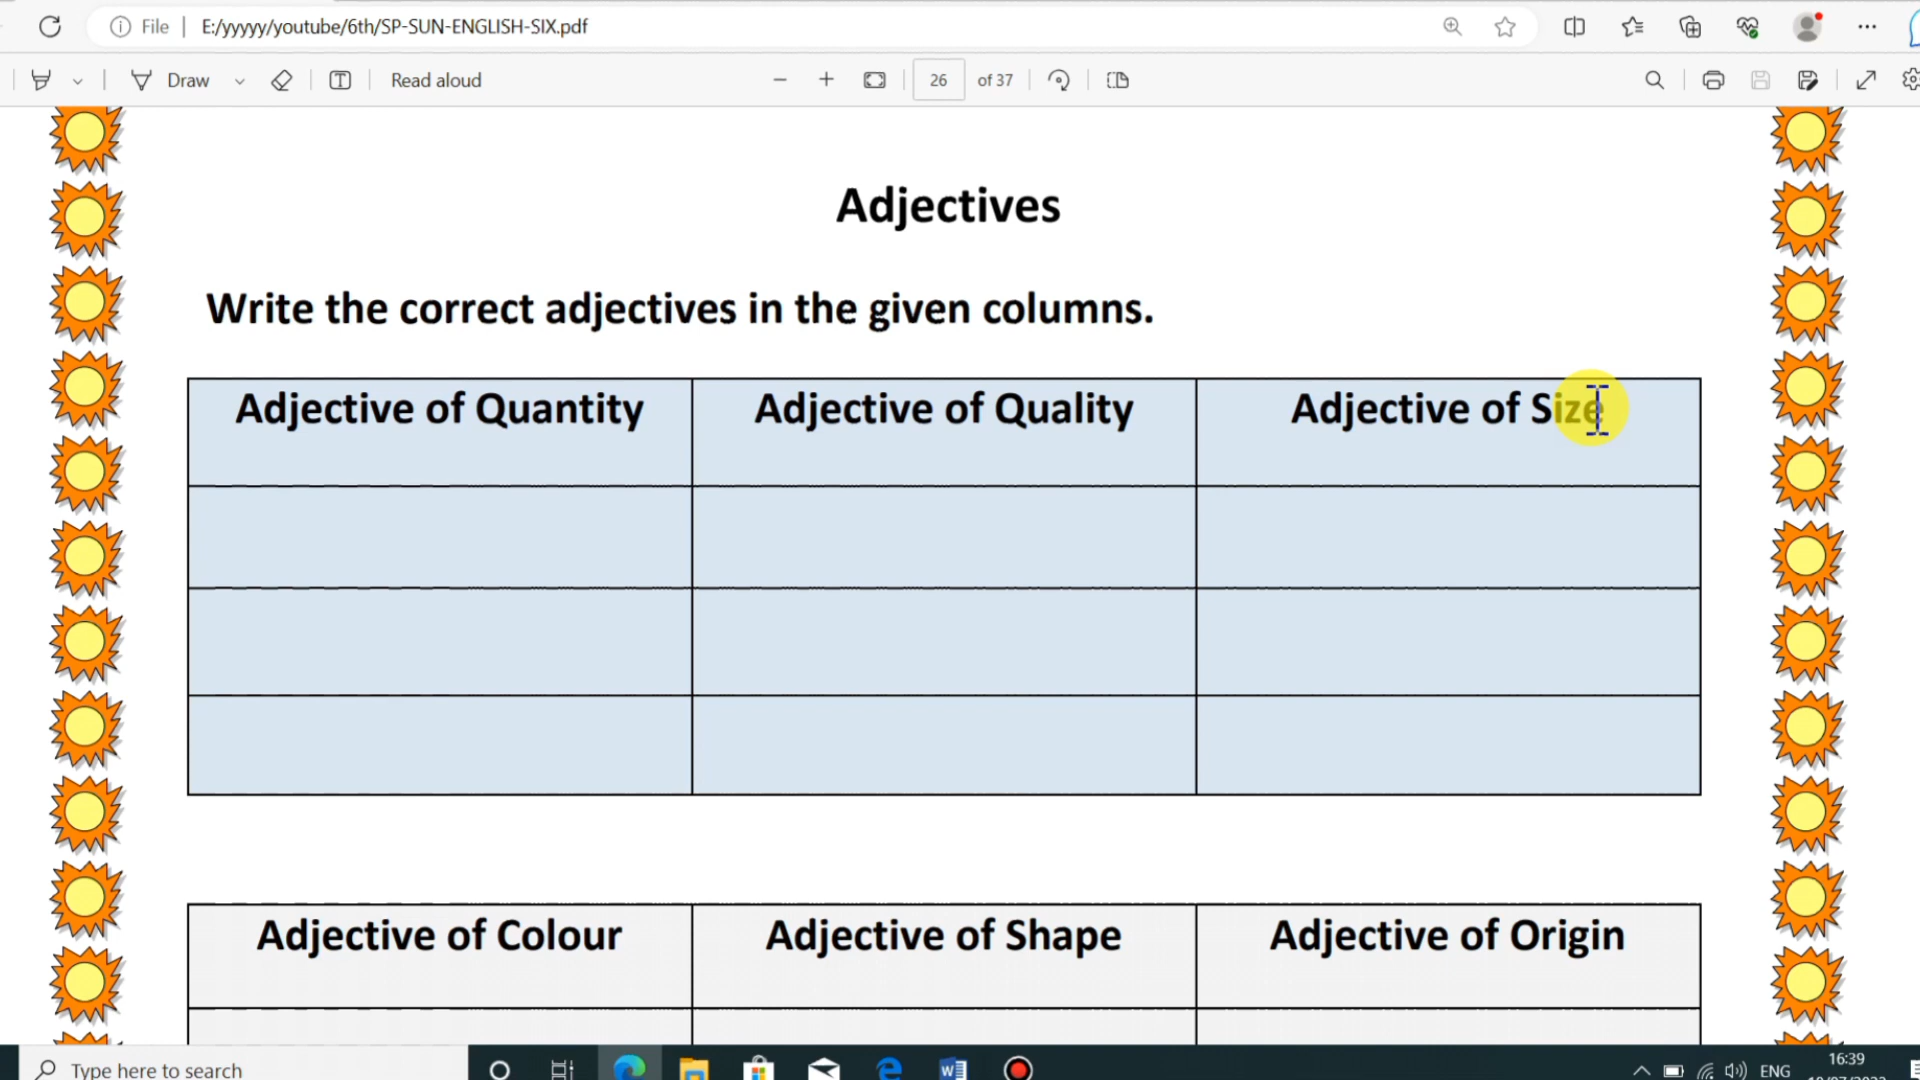 File | E:/yyyyy/youtube/6th/SP-SUN-ENGLISH-SIX.pdf
Draw Read aloud 26 of 37
Adjectives
Write the correct adjectives in the given columns.
Adjective of Quantity Adjective of Quality Adjective of Size
Adjective of Colour Adjective of Shape Adjective of Origin
Type here to search ENG 16:39